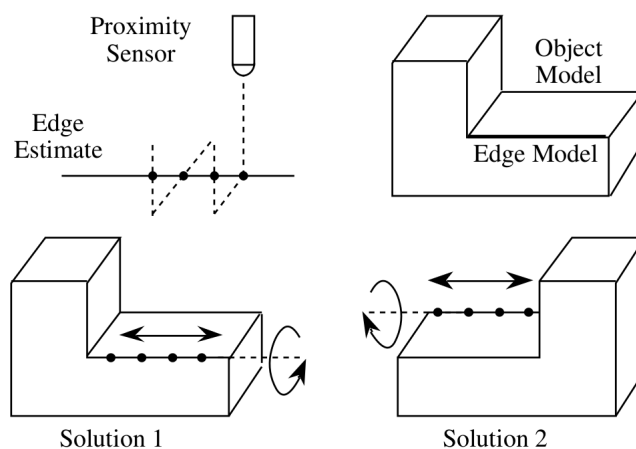 Proximity
Sensor
Edge
Estimate
Object
Model
Edge Model
Solution 1
Solution 2